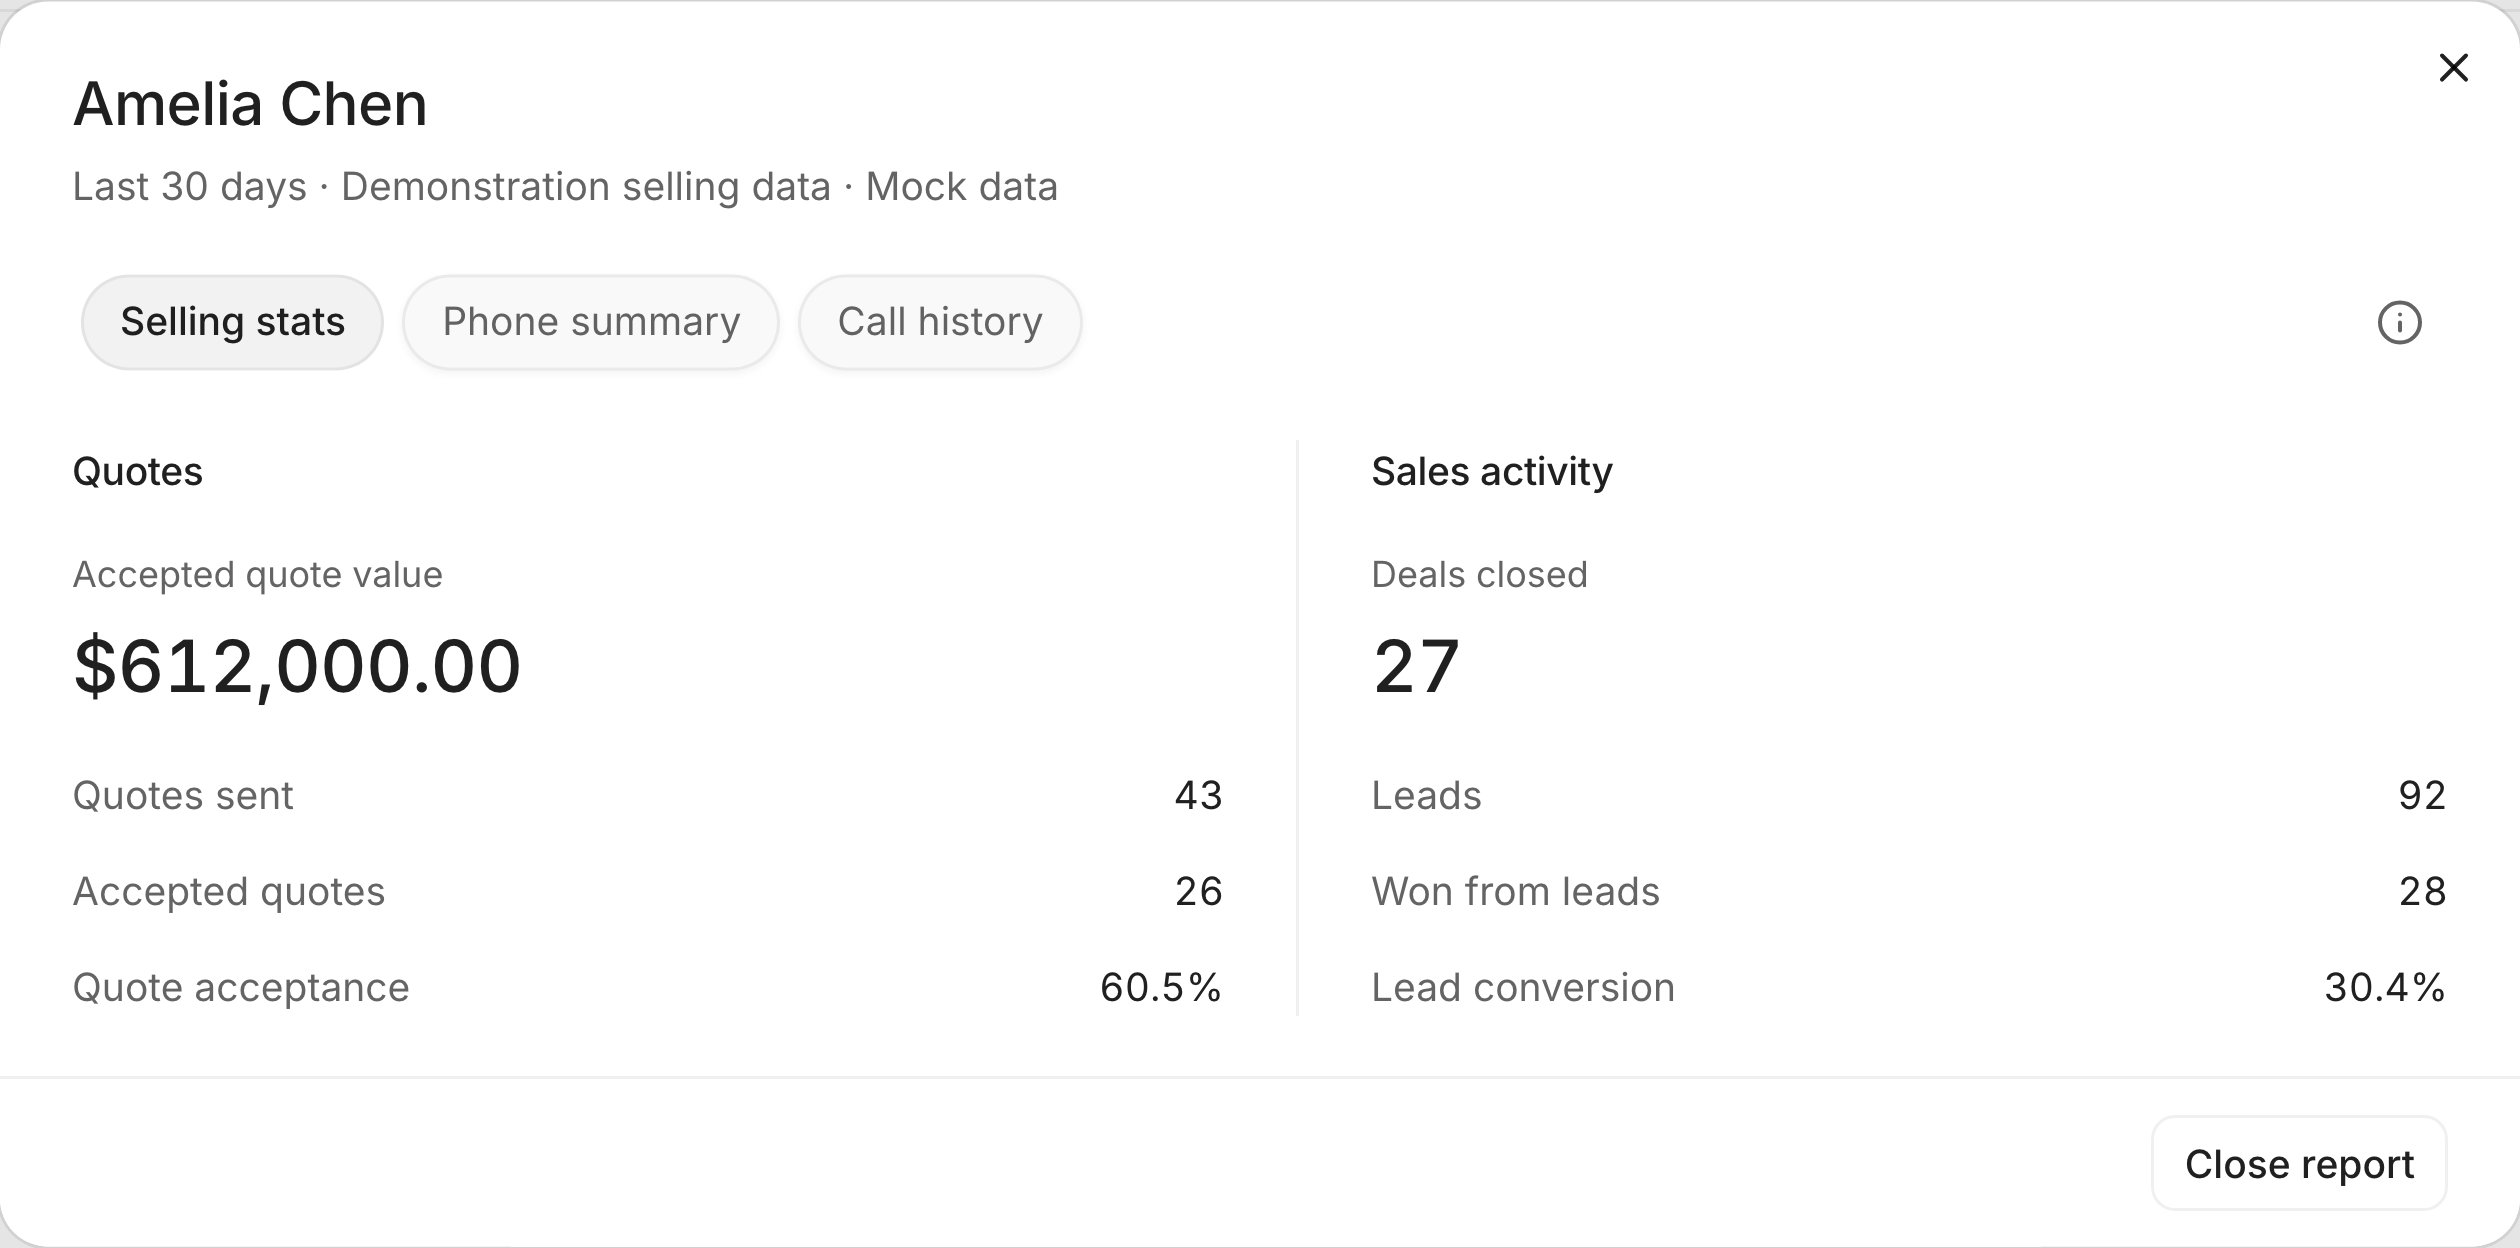 Amelia Chen
Last 30 days · Demonstration selling data · Mock data
Selling stats
Phone summary
Call history
Quotes
Accepted quote value
$612,000.00
Quotes sent 43
Accepted quotes 26
Quote acceptance 60.5%
Sales activity
Deals closed
27
Leads 92
Won from leads 28
Lead conversion 30.4%
Close report